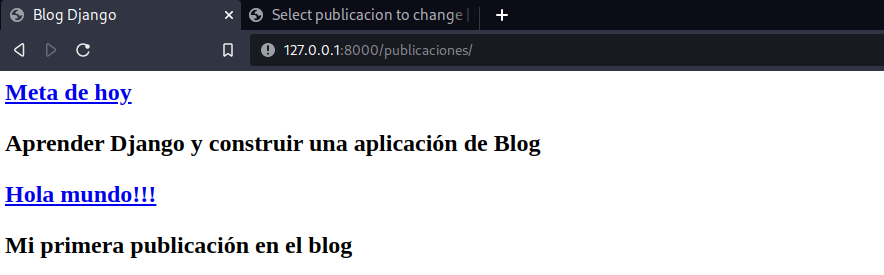 Blog Django
Select publicacion to change |
127.0.0.1:8000/publicaciones/
Meta de hoy
Aprender Django y construir una aplicación de Blog
Hola mundo!!!
Mi primera publicación en el blog